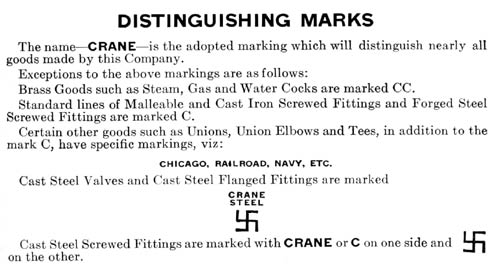 DISTINGUISHING MARKS
The name—CRANE—is the adopted marking which will distinguish nearly all
goods made by this Company.
Exceptions to the above markings are as follows:
Brass Goods such as Steam, Gas and Water Cocks are marked CC.
Standard lines of Malleable and Cast Iron Screwed Fittings and Forged Steel
Screwed Fittings are marked C.
Certain other goods such as Unions, Union Elbows and Tees, in addition to the
mark C, have specific markings, viz:
CHICAGO, RAILROAD, NAVY, ETC.
Cast Steel Valves and Cast Steel Flanged Fittings are marked
CRANE
STEEL
卐
Cast Steel Screwed Fittings are marked with CRANE or C on one side and 卐
on the other.